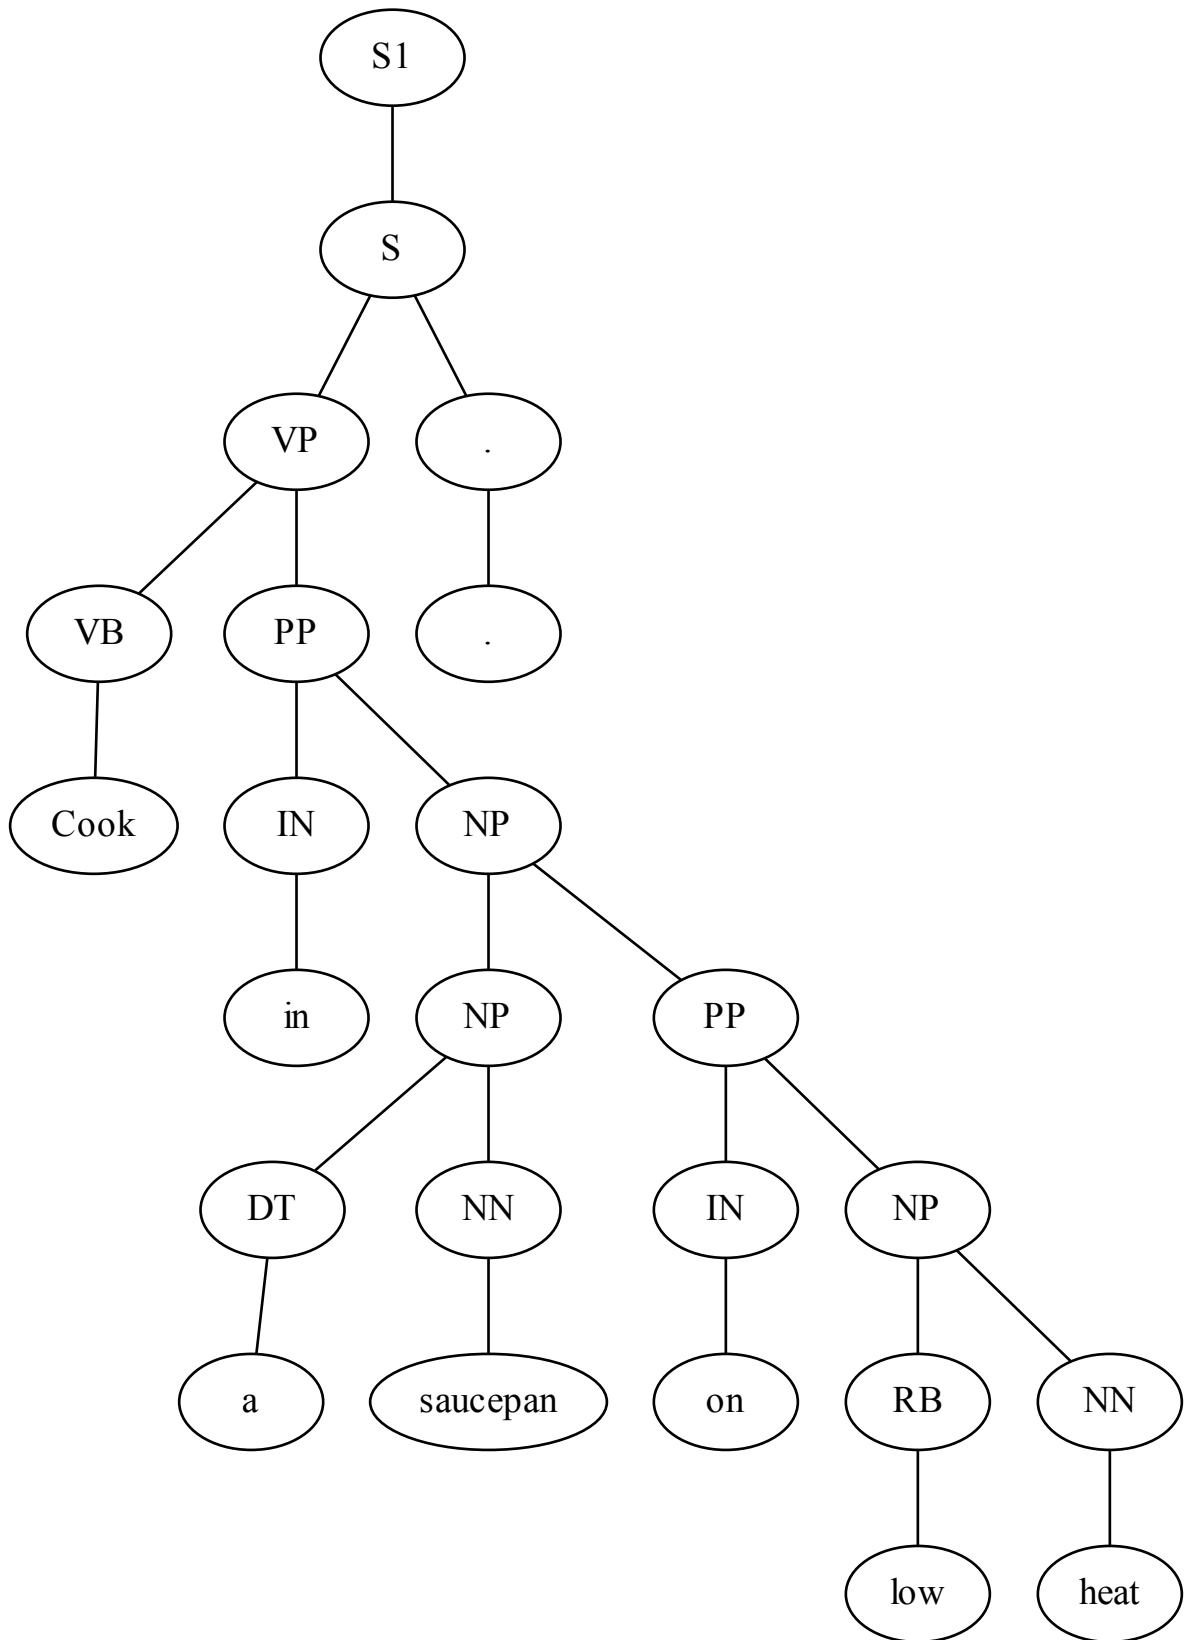 S1
S
VP .
VB PP .
Cook IN NP
in NP PP
DT NN IN NP
a saucepan on RB NN
low heat